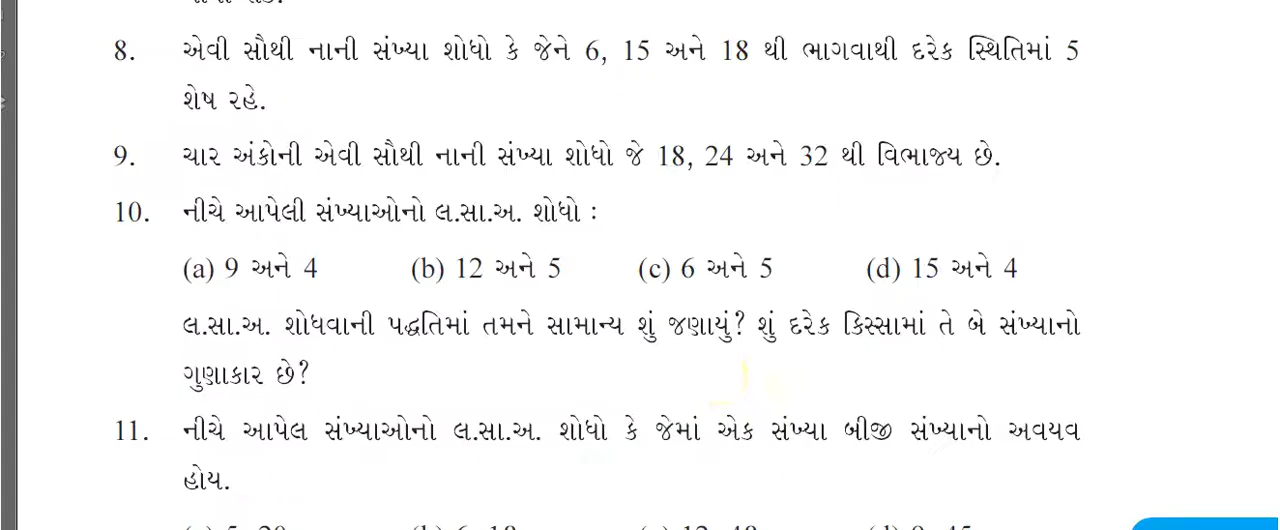 8. એવી સૌથી નાની સંખ્યા શોધો કે જેને 6, 15 અને 18 થી ભાગવાથી દરેક સ્થિતિમાં 5
શેષ રહે.
9. ચાર અંકોની એવી સૌથી નાની સંખ્યા શોધો જે 18, 24 અને 32 થી વિભાજ્ય છે.
10. નીચે આપેલી સંખ્યાઓનો લ.સા.અ. શોધો :
(a) 9 અને 4 (b) 12 અને 5 (c) 6 અને 5 (d) 15 અને 4
લ.સા.અ. શોધવાની પદ્ધતિમાં તમને સામાન્ય શું જણાયું? શું દરેક કિસ્સામાં તે બે સંખ્યાનો
ગુણાકાર છે?
11. નીચે આપેલ સંખ્યાઓનો લ.સા.અ. શોધો કે જેમાં એક સંખ્યા બીજી સંખ્યાનો અવયવ
હોય.